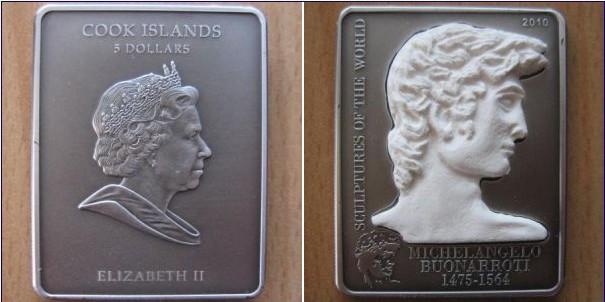 COOK ISLANDS
5 DOLLARS
ELIZABETH II
2010
SCULPTURES OF THE WORLD
MICHELANGELO
BUONARROTI
1475-1564